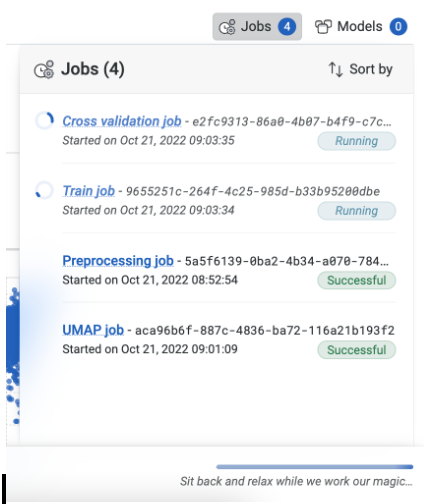 Jobs 4 Models 0
Jobs (4) Sort by
Cross validation job - e2fc9313-86a0-4b07-b4f9-c7c…
Started on Oct 21, 2022 09:03:35 Running
Train job - 9655251c-264f-4c25-985d-b33b95200dbe
Started on Oct 21, 2022 09:03:34 Running
Preprocessing job - 5a5f6139-0ba2-4b34-a070-784…
Started on Oct 21, 2022 08:52:54 Successful
UMAP job - aca96b6f-887c-4836-ba72-116a21b193f2
Started on Oct 21, 2022 09:01:09 Successful
Sit back and relax while we work our magic...